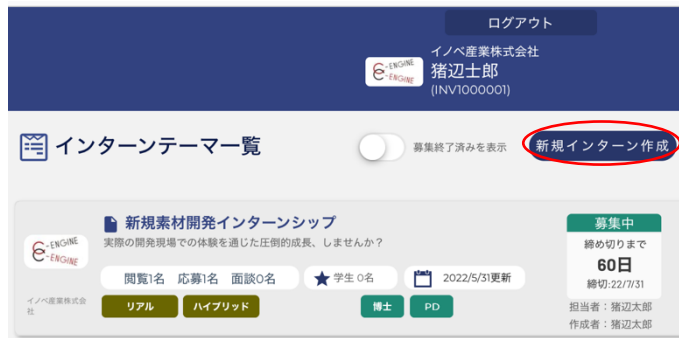 ログアウト
C-ENGINE
C-ENGINE
イノベ産業株式会社
猪辺士郎
(INV1000001)
インターンテーマ一覧
募集終了済みを表示
新規インターン作成
C-ENGINE
C-ENGINE
イノベ産業株式会社
新規素材開発インターンシップ
実際の開発現場での体験を通じた圧倒的成長、しませんか？
閲覧1名 応募1名 面談0名
学生 0名
2022/5/31更新
リアル
ハイブリッド
博士
PD
募集中
締め切りまで
60日
締切:22/7/31
担当者：猪辺太郎
作成者：猪辺太郎